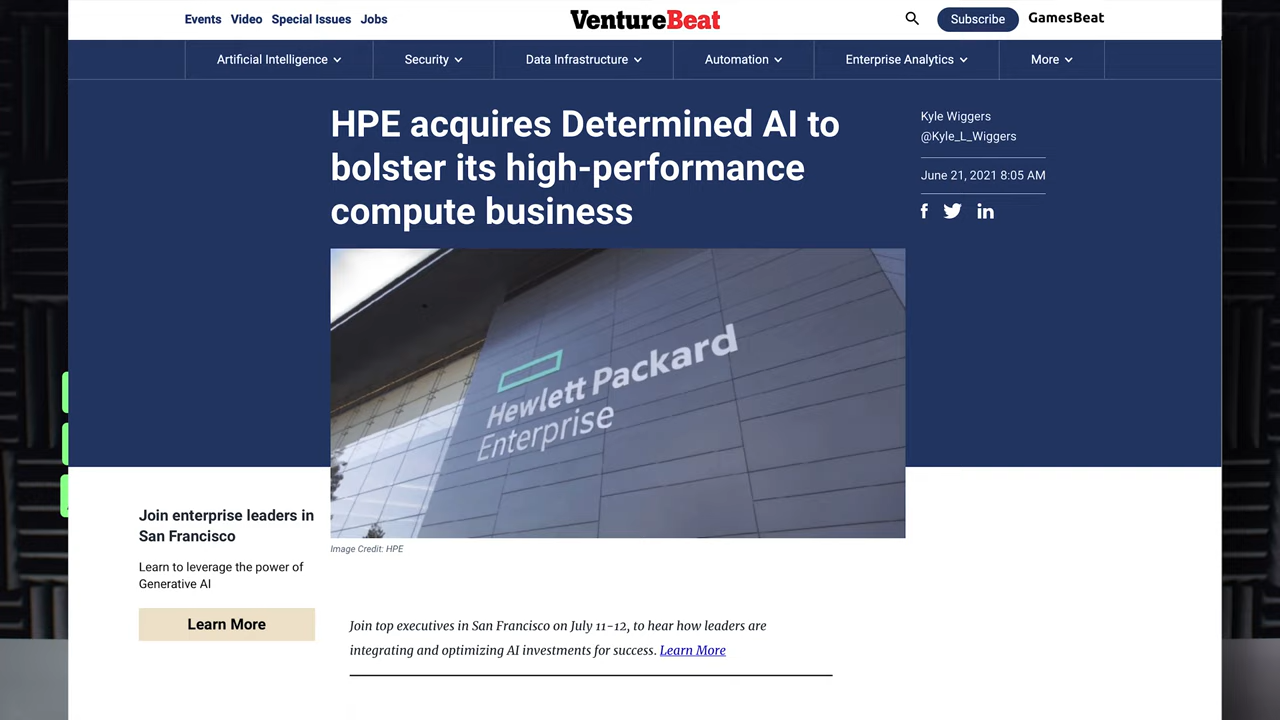 Events Video Special Issues Jobs
VentureBeat
Subscribe
GamesBeat
Artificial Intelligence
Security
Data Infrastructure
Automation
Enterprise Analytics
More
HPE acquires Determined AI to
bolster its high-performance
compute business
Kyle Wiggers
@Kyle_L_Wiggers
June 21, 2021 8:05 AM
Hewlett Packard
Enterprise
Image Credit: HPE
Join enterprise leaders in
San Francisco
Learn to leverage the power of
Generative AI
Learn More
Join top executives in San Francisco on July 11-12, to hear how leaders are
integrating and optimizing AI investments for success. Learn More